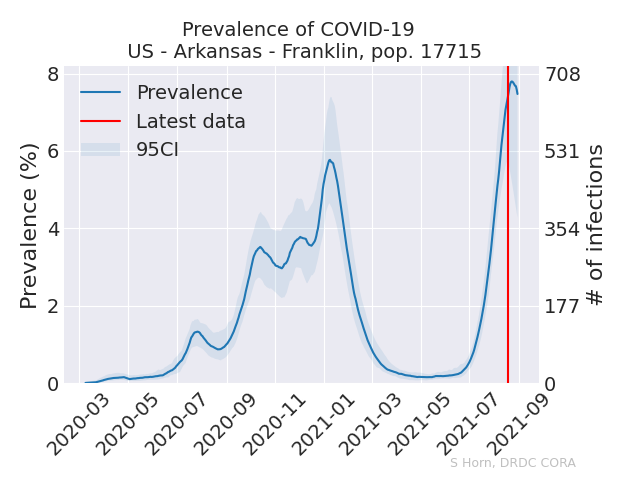 Prevalence of COVID-19
US - Arkansas - Franklin, pop. 17715
8
6
4
2
0
Prevalence (%)
Prevalence
Latest data
95CI
708
531
354
177
0
# of infections
2020-03
2020-05
2020-07
2020-09
2020-11
2021-01
2021-03
2021-05
2021-07
2021-09
S Horn, DRDC CORA